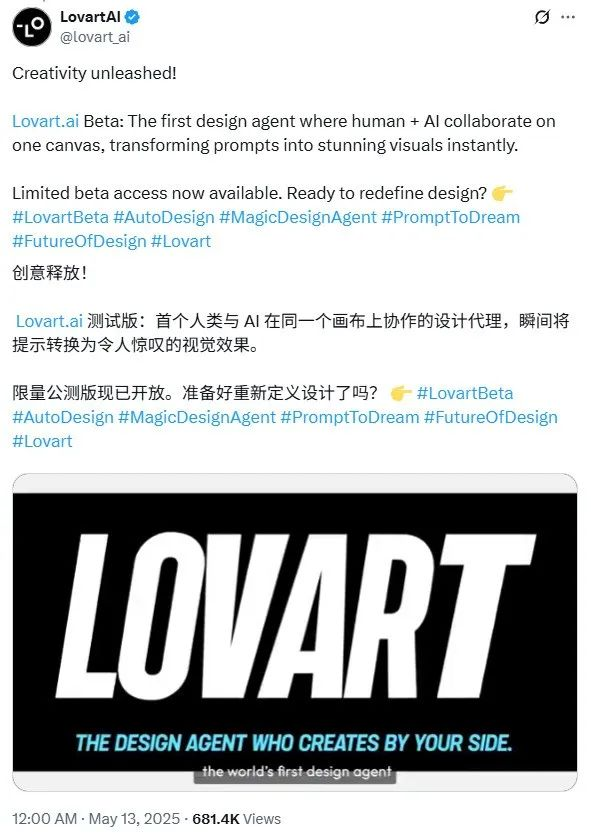 LovartAI
@lovart_ai
Creativity unleashed!
Lovart.ai Beta: The first design agent where human + AI collaborate on
one canvas, transforming prompts into stunning visuals instantly.
Limited beta access now available. Ready to redefine design? 👉
#LovartBeta #AutoDesign #MagicDesignAgent #PromptToDream
#FutureOfDesign #Lovart
创意释放！
Lovart.ai 测试版：首个人类与 AI 在同一个画布上协作的设计代理，瞬间将
提示转换为令人惊叹的视觉效果。
限量公测版现已开放。准备好重新定义设计了吗？ 👉 #LovartBeta
#AutoDesign #MagicDesignAgent #PromptToDream #FutureOfDesign
#Lovart
LOVART
THE DESIGN AGENT WHO CREATES BY YOUR SIDE.
the world's first design agent
12:00 AM · May 13, 2025 · 681.4K Views